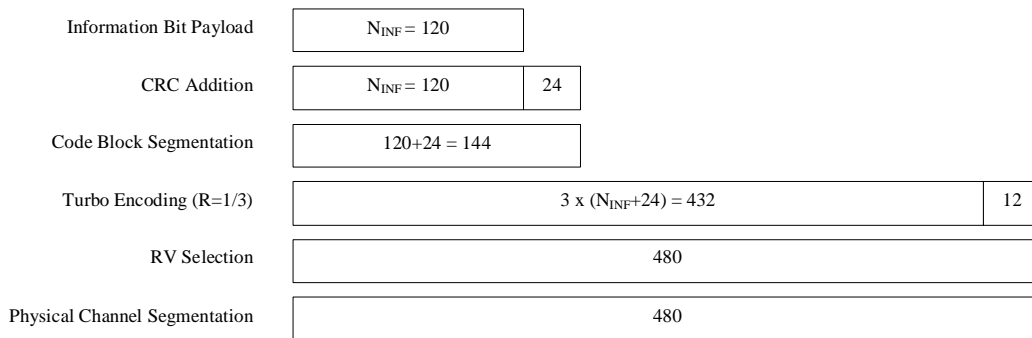 Information Bit Payload N_INF = 120
CRC Addition N_INF = 120 24
Code Block Segmentation 120+24 = 144
Turbo Encoding (R=1/3) 3 x (N_INF+24) = 432 12
RV Selection 480
Physical Channel Segmentation 480